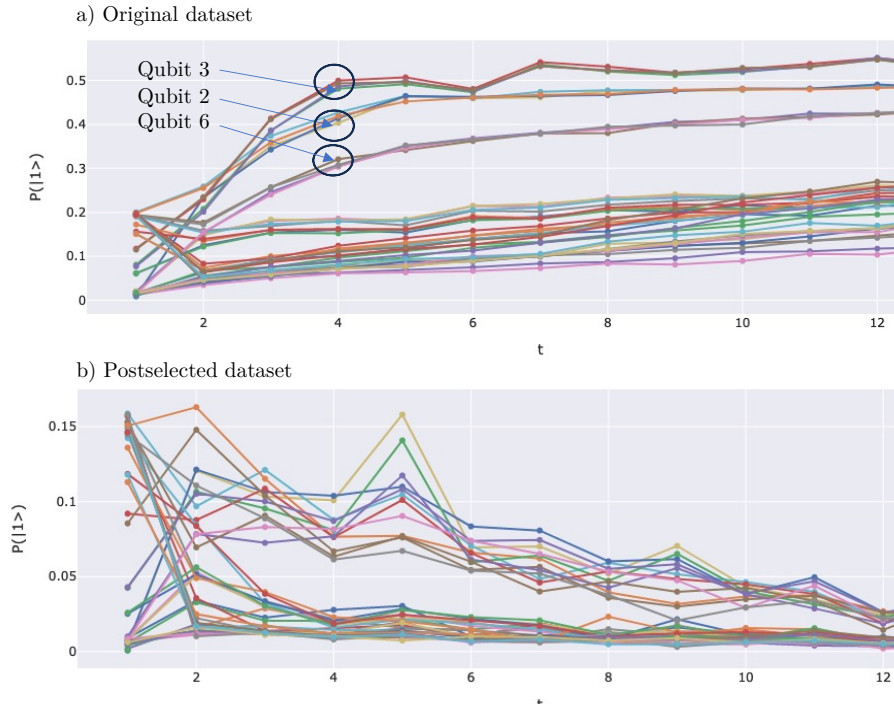 a) Original dataset
0.5
0.4
0.3
0.2
0.1
0
P(|1>)
Qubit 3
Qubit 2
Qubit 6
2 4 6 8 10 12
t
b) Postselected dataset
0.15
0.1
0.05
0
P(|1>)
2 4 6 8 10 12